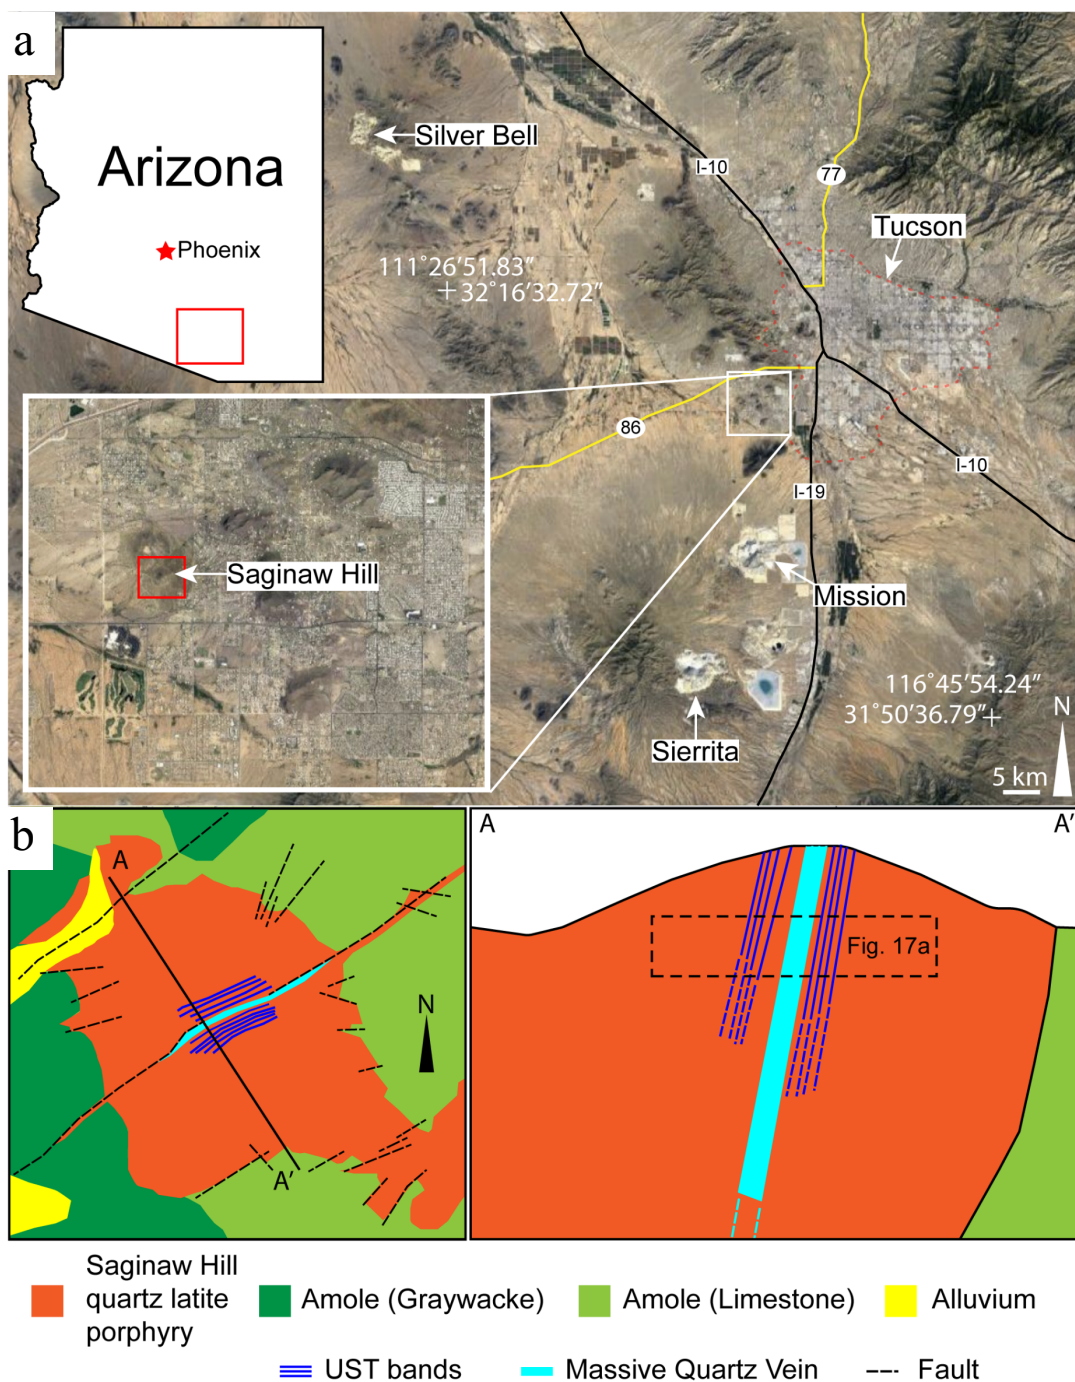 a
Arizona
Phoenix
Silver Bell
I-10
77
Tucson
111°26’51.83”
+32°16’32.72”
86
I-10
I-19
Saginaw Hill
Mission
116°45’54.24”
31°50’36.79”+
N
Sierrita
5 km
b
A
A’
N
A
A’
Fig. 17a
Saginaw Hill
quartz latite
porphyry
Amole (Graywacke)
Amole (Limestone)
Alluvium
UST bands
Massive Quartz Vein
Fault